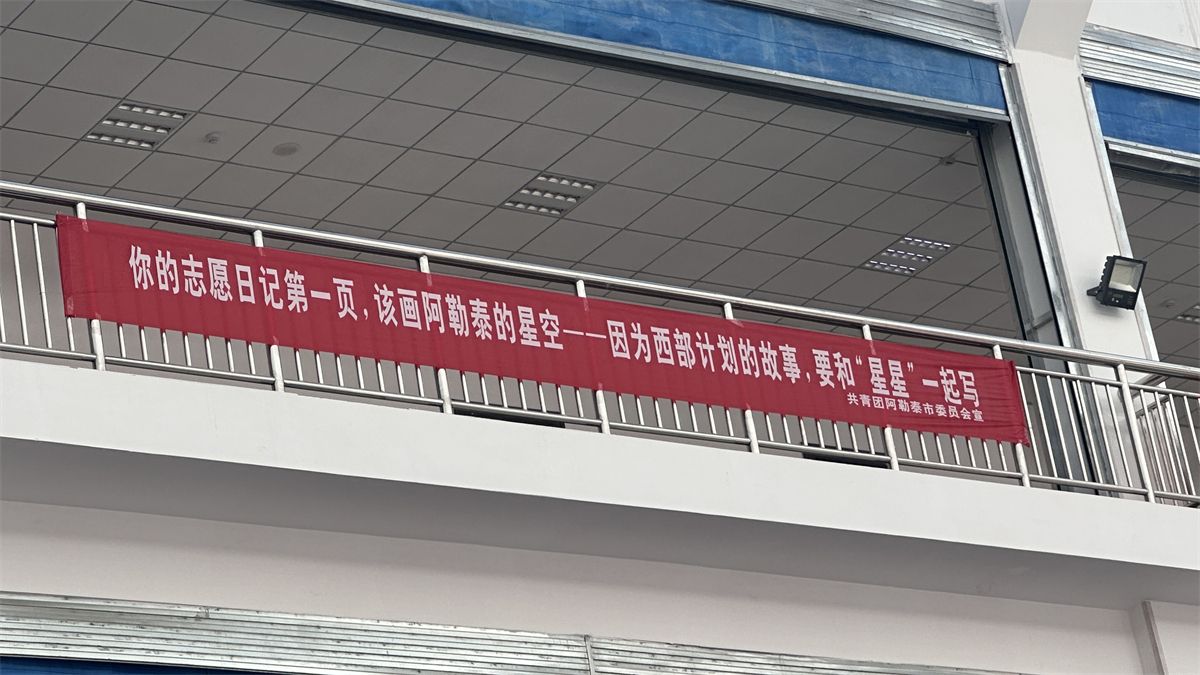 你的志愿日记第一页,该画阿勒泰的星空——因为西部计划的故事,要和“星星”一起写
共青团阿勒泰市委员会宣